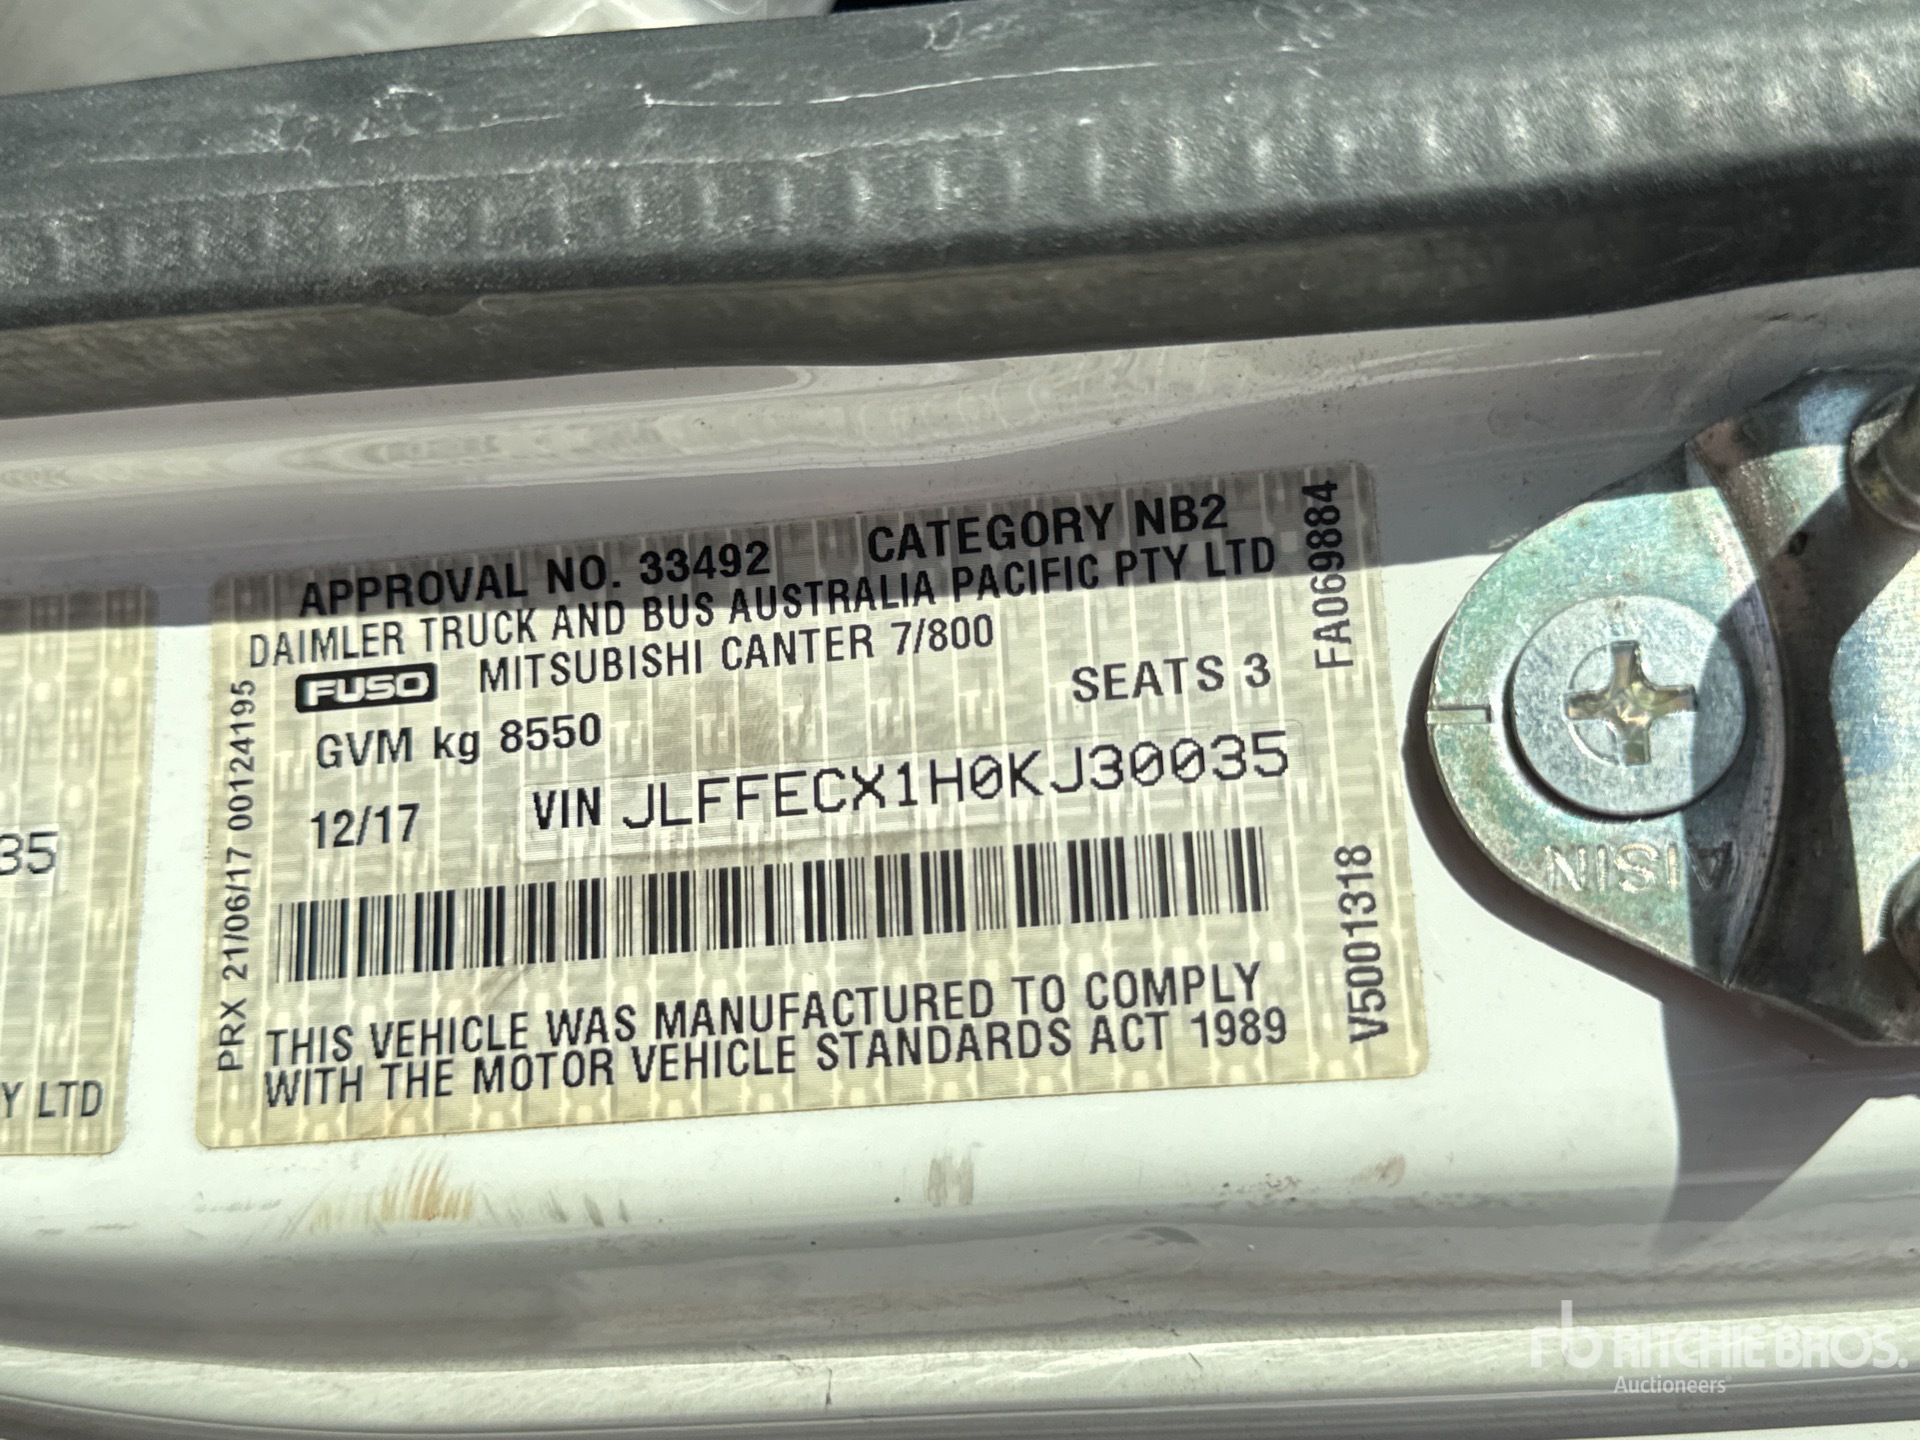 APPROVAL NO. 33492 CATEGORY NB2
DAIMLER TRUCK AND BUS AUSTRALIA PACIFIC PTY LTD
FUSO MITSUBISHI CANTER 7/800
GVM kg 8550 SEATS 3
12/17 VIN JLFFECX1H0KJ30035
THIS VEHICLE WAS MANUFACTURED TO COMPLY
WITH THE MOTOR VEHICLE STANDARDS ACT 1989
PRX 21/06/17 00124195
FA069884
V5001318
35
Y LTD
AISIN
rb RITCHIE BROS.
Auctioneers